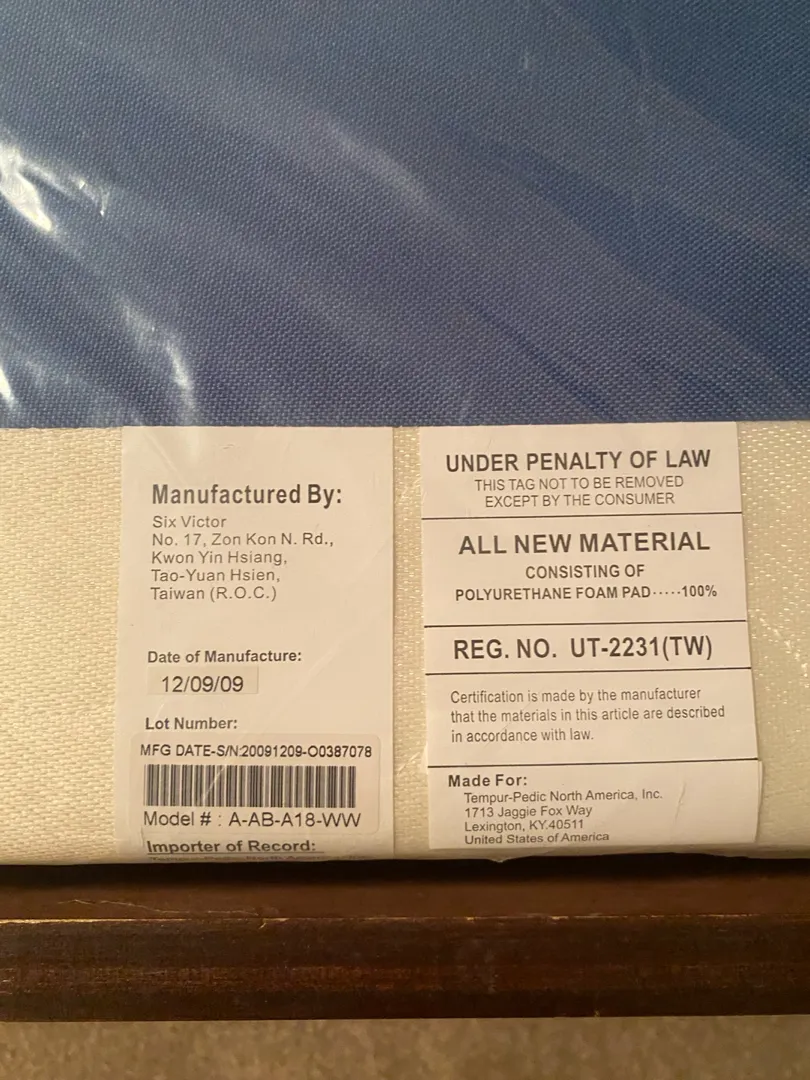 Manufactured By:
Six Victor
No. 17, Zon Kon N. Rd.,
Kwon Yin Hsiang,
Tao-Yuan Hsien,
Taiwan (R.O.C.)
Date of Manufacture:
12/09/09
Lot Number:
MFG DATE-S/N:20091209-O0387078
Model # : A-AB-A18-WW
Importer of Record:
UNDER PENALTY OF LAW
THIS TAG NOT TO BE REMOVED
EXCEPT BY THE CONSUMER
ALL NEW MATERIAL
CONSISTING OF
POLYURETHANE FOAM PAD·····100%
REG. NO. UT-2231(TW)
Certification is made by the manufacturer
that the materials in this article are described
in accordance with law.
Made For:
Tempur-Pedic North America, Inc.
1713 Jaggie Fox Way
Lexington, KY.40511
United States of America